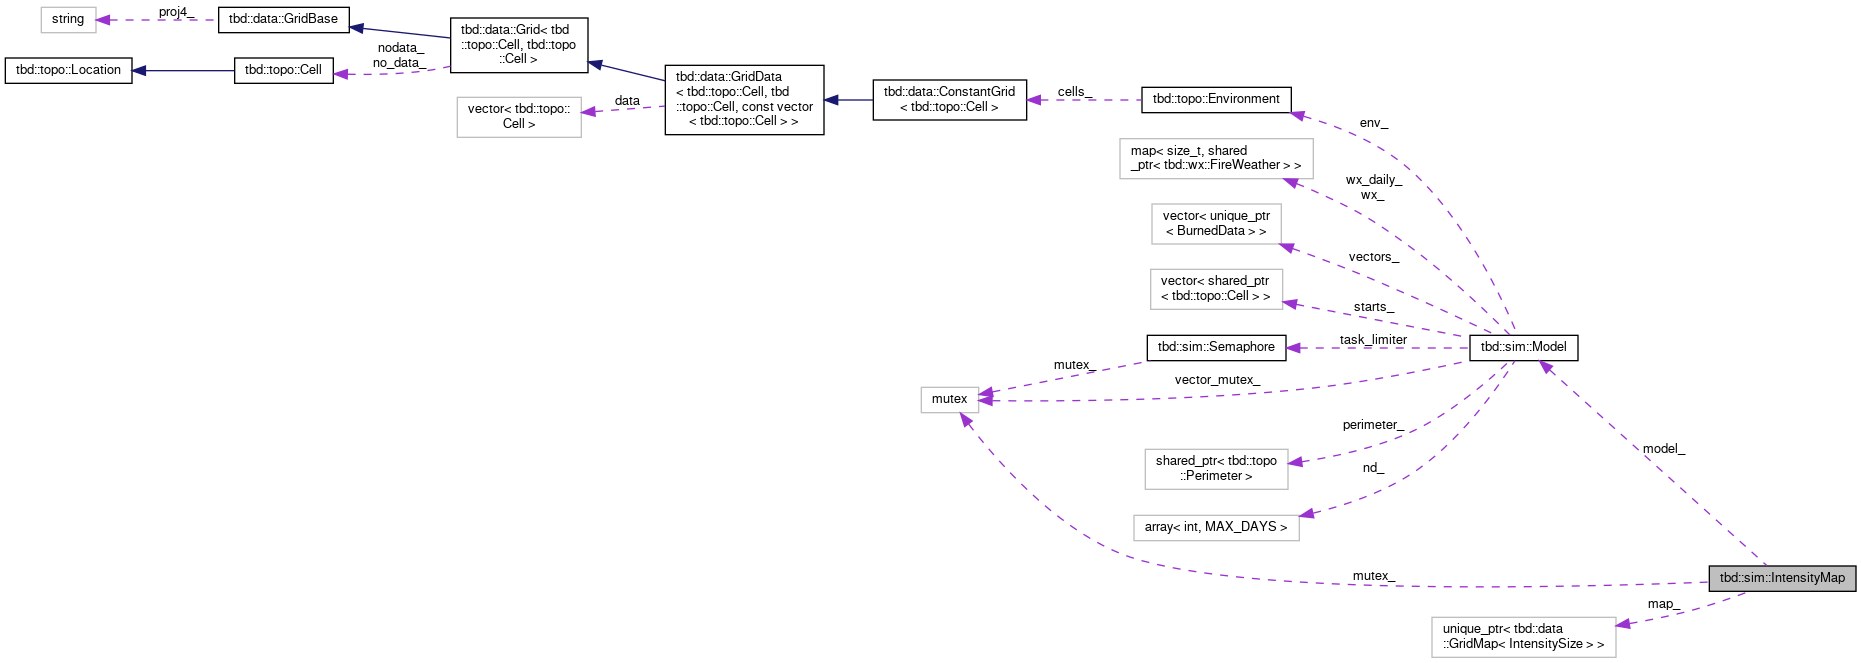 string
proj4_
tbd::data::GridBase
tbd::data::Grid< tbd
::topo::Cell, tbd::topo
::Cell >
nodata_
no_data_
tbd::topo::Location
tbd::topo::Cell
vector< tbd::topo::
Cell >
data
tbd::data::GridData
< tbd::topo::Cell, tbd
::topo::Cell, const vector
< tbd::topo::Cell > >
tbd::data::ConstantGrid
< tbd::topo::Cell >
cells_
tbd::topo::Environment
env_
map< size_t, shared
_ptr< tbd::wx::FireWeather > >
wx_daily_
wx_
vector< unique_ptr
< BurnedData > >
vectors_
vector< shared_ptr
< tbd::topo::Cell > >
starts_
tbd::sim::Semaphore
task_limiter
tbd::sim::Model
mutex_
vector_mutex_
mutex
perimeter_
shared_ptr< tbd::topo
::Perimeter >
nd_
array< int, MAX_DAYS >
model_
mutex_
tbd::sim::IntensityMap
map_
unique_ptr< tbd::data
::GridMap< IntensitySize > >